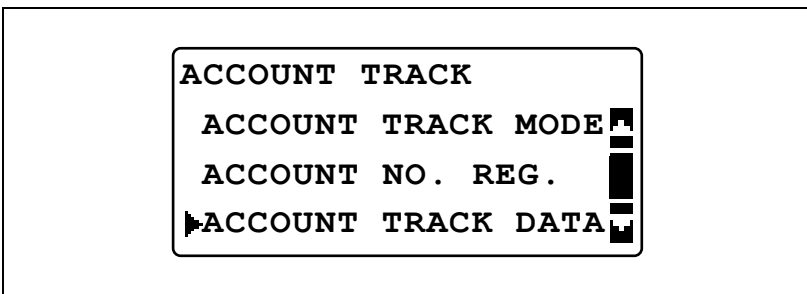 ACCOUNT TRACK
ACCOUNT TRACK MODE
ACCOUNT NO. REG.
ACCOUNT TRACK DATA